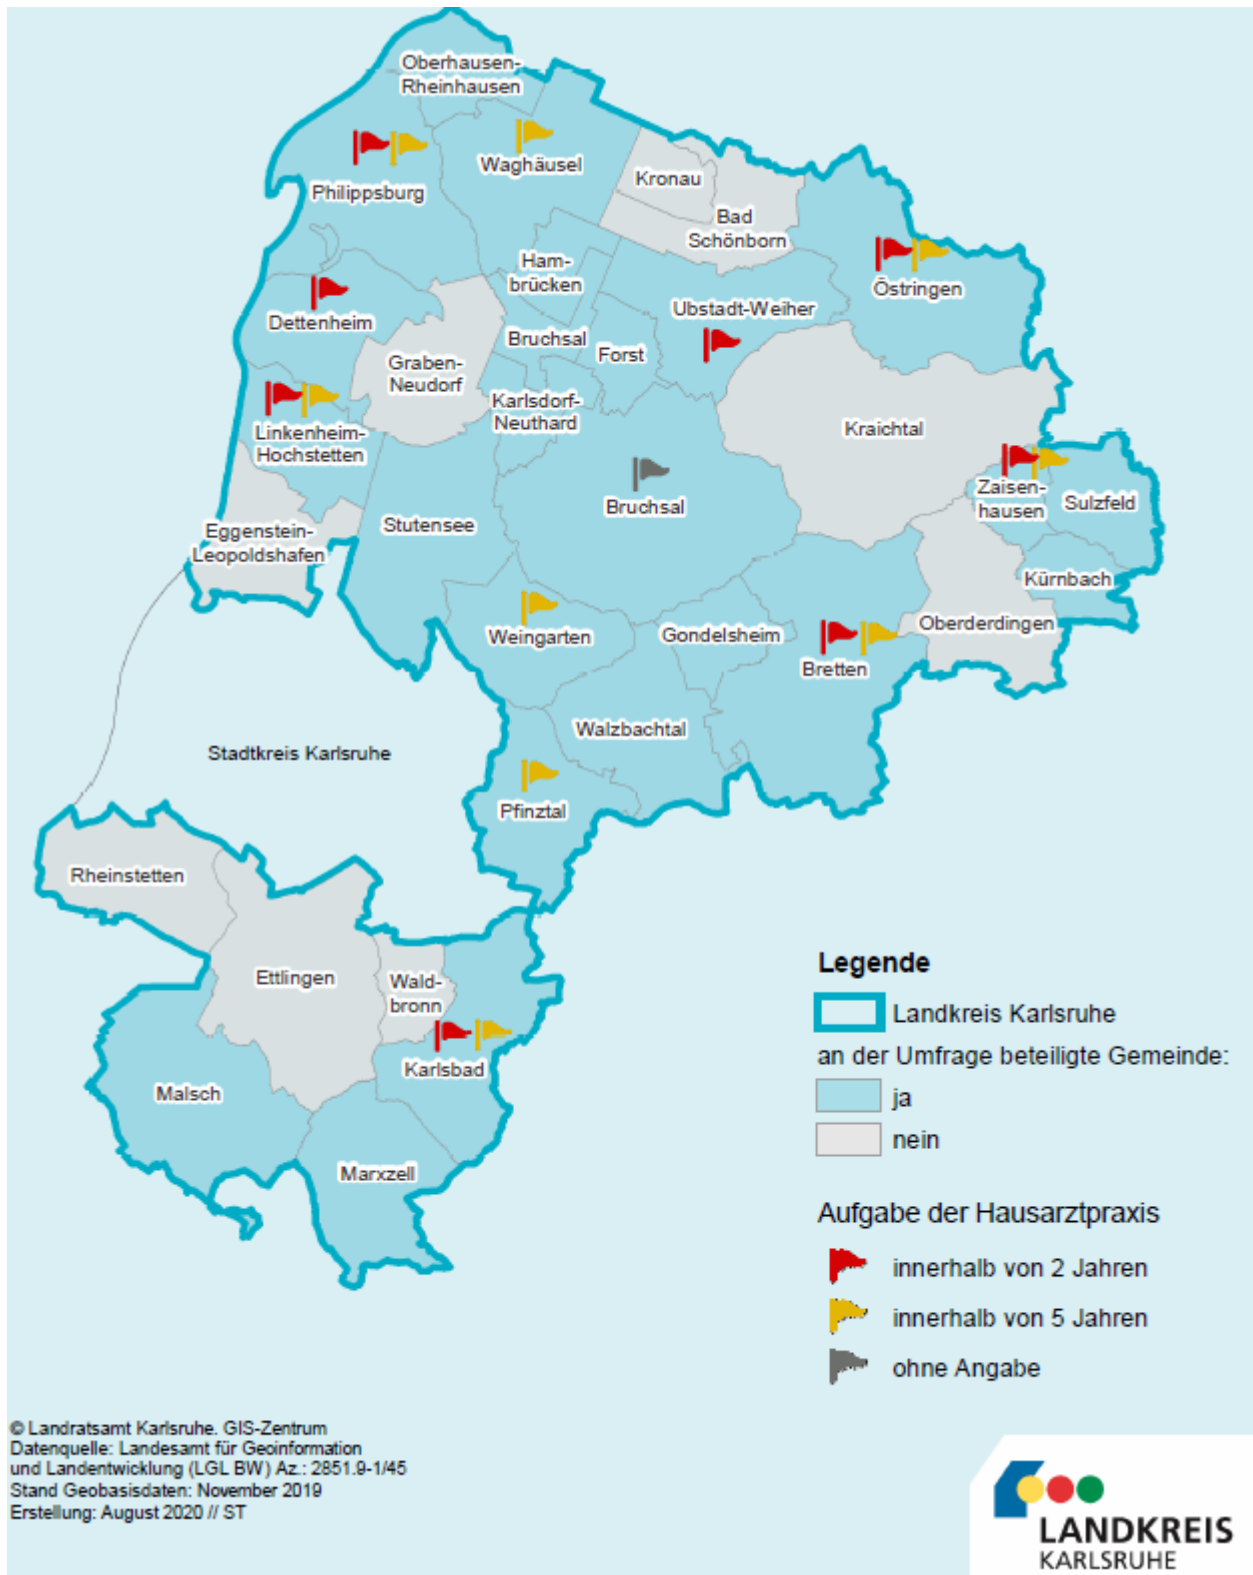 Oberhausen-
Rheinhausen
Waghäusel
Philippsburg
Kronau
Bad
Schönborn
Ham-
brücken
Östringen
Dettenheim
Ubstadt-Weiher
Bruchsal
Forst
Graben-
Neudorf
Karlsdorf-
Neuthard
Kraichtal
Linkenheim-
Hochstetten
Zaisen-
hausen
Sulzfeld
Bruchsal
Stutensee
Eggenstein-
Leopoldshafen
Kürnbach
Oberderdingen
Weingarten
Gondelsheim
Bretten
Walzbachtal
Stadtkreis Karlsruhe
Pfinztal
Rheinstetten
Ettlingen
Wald-
bronn
Karlsbad
Malsch
Marxzell
Legende
Landkreis Karlsruhe
an der Umfrage beteiligte Gemeinde:
ja
nein
Aufgabe der Hausarztpraxis
innerhalb von 2 Jahren
innerhalb von 5 Jahren
ohne Angabe
© Landratsamt Karlsruhe. GIS-Zentrum
Datenquelle: Landesamt für Geoinformation
und Landentwicklung (LGL BW) Az.: 2851.9-1/45
Stand Geobasisdaten: November 2019
Erstellung: August 2020 // ST
LANDKREIS
KARLSRUHE